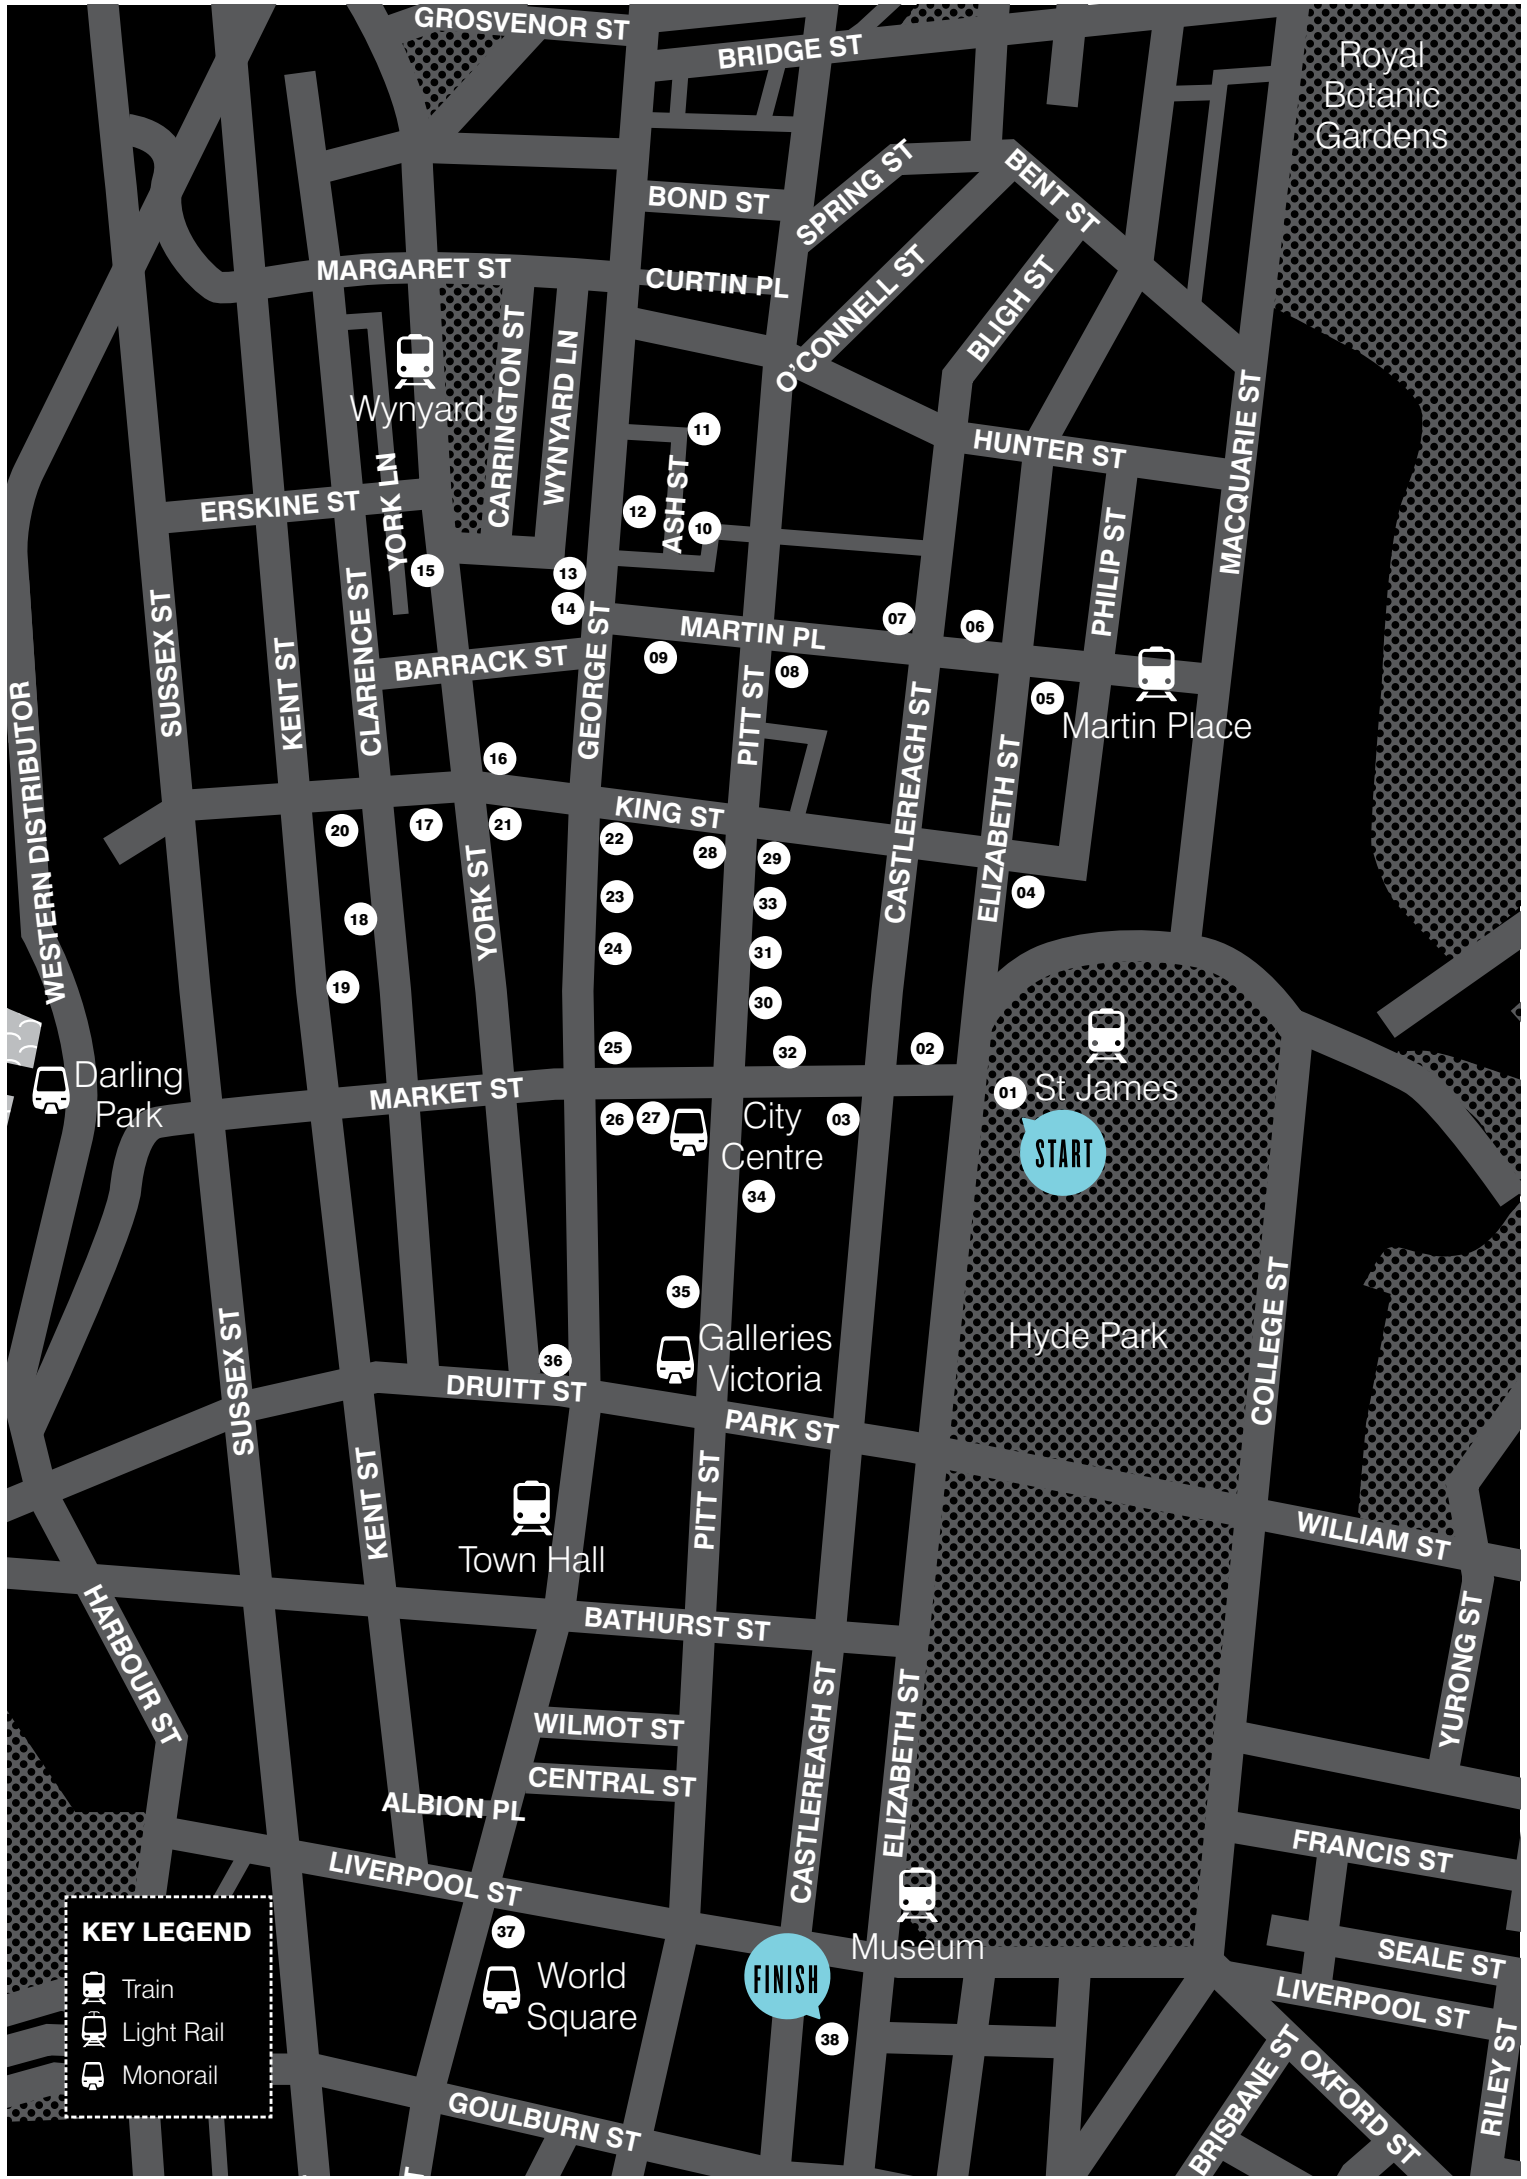 GROSVENOR ST
BRIDGE ST
Royal
Botanic
Gardens
BOND ST
SPRING ST
BENT ST
MARGARET ST
CURTIN PL
O'CONNELL ST
BLIGH ST
CARRINGTON ST
WYNYARD LN
Wynyard
MACQUARIE ST
11
HUNTER ST
ERSKINE ST
YORK LN
12
ASH ST
10
PHILIP ST
15
13
14
SUSSEX ST
KENT ST
CLARENCE ST
BARRACK ST
GEORGE ST
MARTIN PL
07
06
09
08
PITT ST
05
Martin Place
CASTLEREAGH ST
ELIZABETH ST
WESTERN DISTRIBUTOR
16
KING ST
20
17
21
22
28
29
YORK ST
04
23
33
18
24
31
19
30
25
32
02
Darling
Park
MARKET ST
01
St James
26
27
City
Centre
03
START
34
35
SUSSEX ST
Galleries
Victoria
Hyde Park
COLLEGE ST
36
DRUITT ST
PARK ST
KENT ST
PITT ST
Town Hall
WILLIAM ST
HARBOUR ST
BATHURST ST
YURONG ST
CASTLEREAGH ST
ELIZABETH ST
WILMOT ST
CENTRAL ST
ALBION PL
FRANCIS ST
LIVERPOOL ST
37
Museum
SEALE ST
World
Square
FINISH
LIVERPOOL ST
38
KEY LEGEND
Train
Light Rail
Monorail
GOULBURN ST
BRISBANE ST
OXFORD ST
RILEY ST